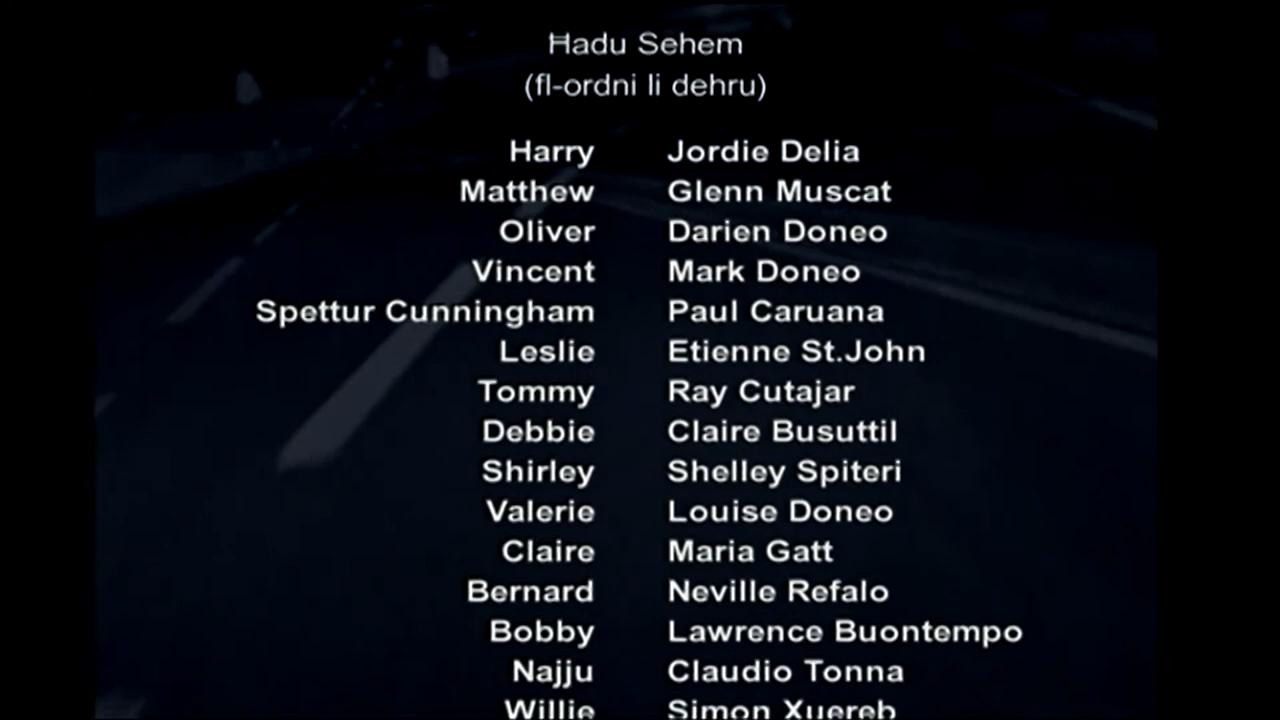 Ħadu Sehem
(fl-ordni li dehru)
Harry Jordie Delia
Matthew Glenn Muscat
Oliver Darien Doneo
Vincent Mark Doneo
Spettur Cunningham Paul Caruana
Leslie Etienne St.John
Tommy Ray Cutajar
Debbie Claire Busuttil
Shirley Shelley Spiteri
Valerie Louise Doneo
Claire Maria Gatt
Bernard Neville Refalo
Bobby Lawrence Buontempo
Najju Claudio Tonna
Willie Simon Xuereb